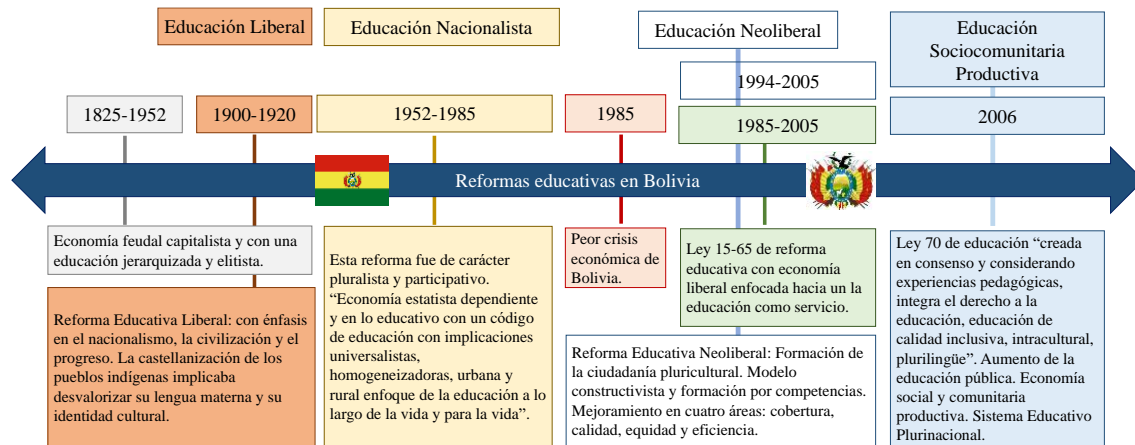 Educación Liberal
Educación Nacionalista
Educación Neoliberal
Educación
Sociocomunitaria
Productiva
1994-2005
1825-1952
1900-1920
1952-1985
1985
1985-2005
2006
Reformas educativas en Bolivia
Economía feudal capitalista y con una
educación jerarquizada y elitista.
Reforma Educativa Liberal: con énfasis
en el nacionalismo, la civilización y el
progreso. La castellanización de los
pueblos indígenas implicaba
desvalorizar su lengua materna y su
identidad cultural.
Esta reforma fue de carácter
pluralista y participativo.
“Economía estatista dependiente
y en lo educativo con un código
de educación con implicaciones
universalistas,
homogeneizadoras, urbana y
rural enfoque de la educación a lo
largo de la vida y para la vida”.
Peor crisis
económica de
Bolivia.
Ley 15-65 de reforma
educativa con economía
liberal enfocada hacia un la
educación como servicio.
Reforma Educativa Neoliberal: Formación de
la ciudadanía pluricultural. Modelo
constructivista y formación por competencias.
Mejoramiento en cuatro áreas: cobertura,
calidad, equidad y eficiencia.
Ley 70 de educación “creada
en consenso y considerando
experiencias pedagógicas,
integra el derecho a la
educación, educación de
calidad inclusiva, intracultural,
plurilingüe”. Aumento de la
educación pública. Economía
social y comunitaria
productiva. Sistema Educativo
Plurinacional.